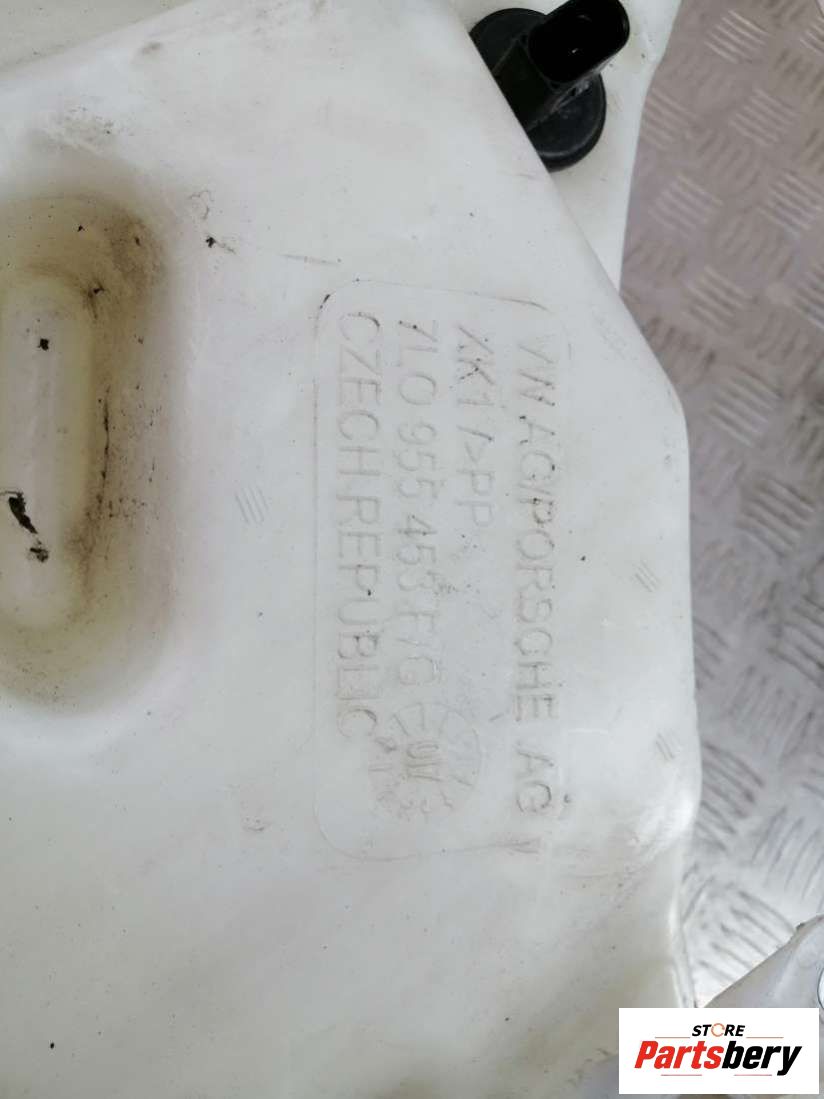 VW AG/PORSCHE AG
>PP
7L0 955 453 F/G
CZECH REPUBLIC
STORE
Partsbery